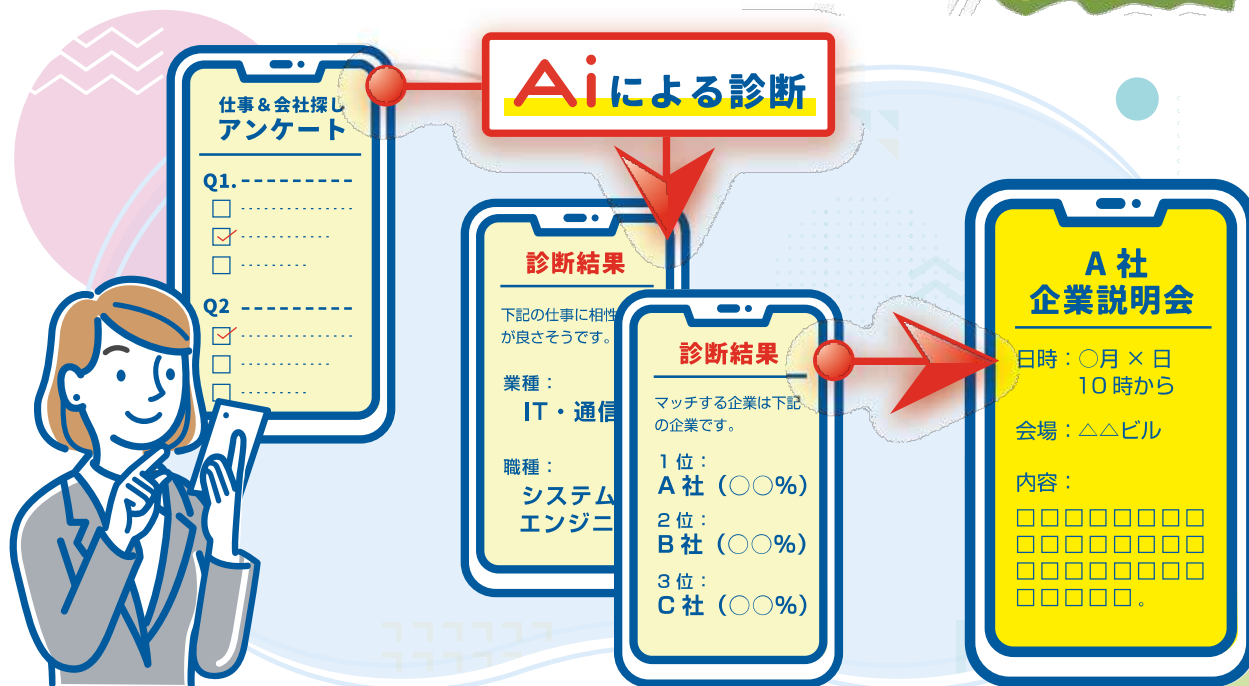 仕事＆会社探し
アンケート
Q1.
Q2
Aiによる診断
診断結果
下記の仕事に相性
が良さそうです。
業種：
IT・通信
職種：
システム
エンジニ
診断結果
マッチする企業は下記
の企業です。
1位：
A社（○○%）
2位：
B社（○○%）
3位：
C社（○○%）
A 社
企業説明会
日時：○月×日
10時から
会場：△△ビル
内容：
□□□□□□□□
□□□□□□□□
□□□□□□□□
□□□□□。